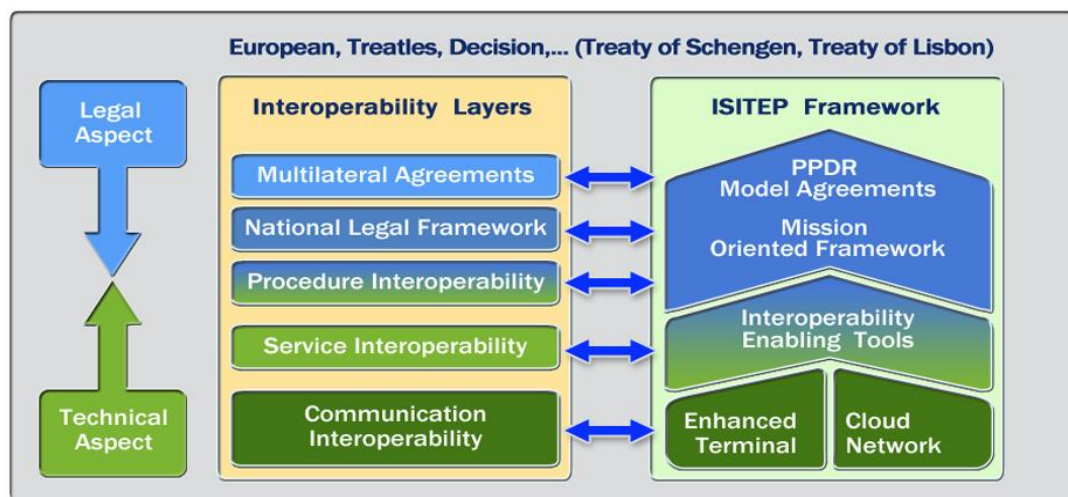 European, Treatles, Decision,... (Treaty of Schengen, Treaty of Lisbon)
Legal
Aspect
Technical
Aspect
Interoperability Layers
Multilateral Agreements
National Legal Framework
Procedure Interoperability
Service Interoperability
Communication
Interoperability
ISITEP Framework
PPDR
Model Agreements
Mission
Oriented Framework
Interoperability
Enabling Tools
Enhanced
Terminal
Cloud
Network